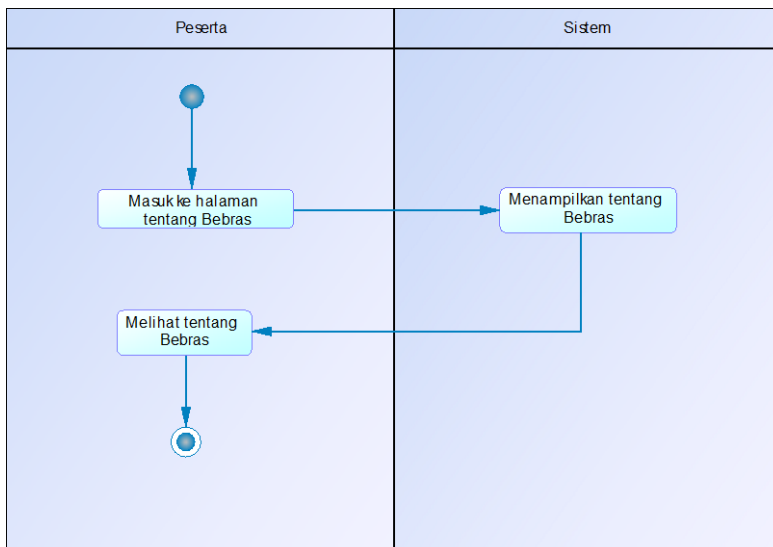 Peserta
Sistem
Masuk ke halaman
tentang Bebras
Menampilkan tentang
Bebras
Melihat tentang
Bebras